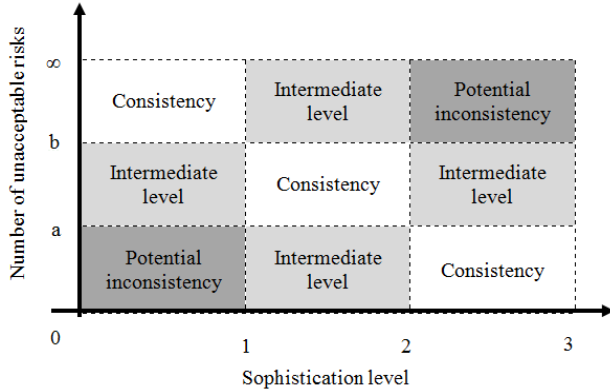 Number of unacceptable risks
∞
Consistency
Intermediate
level
Potential
inconsistency
b
Intermediate
level
Consistency
Intermediate
level
a
Potential
inconsistency
Intermediate
level
Consistency
0
1
2
3
Sophistication level